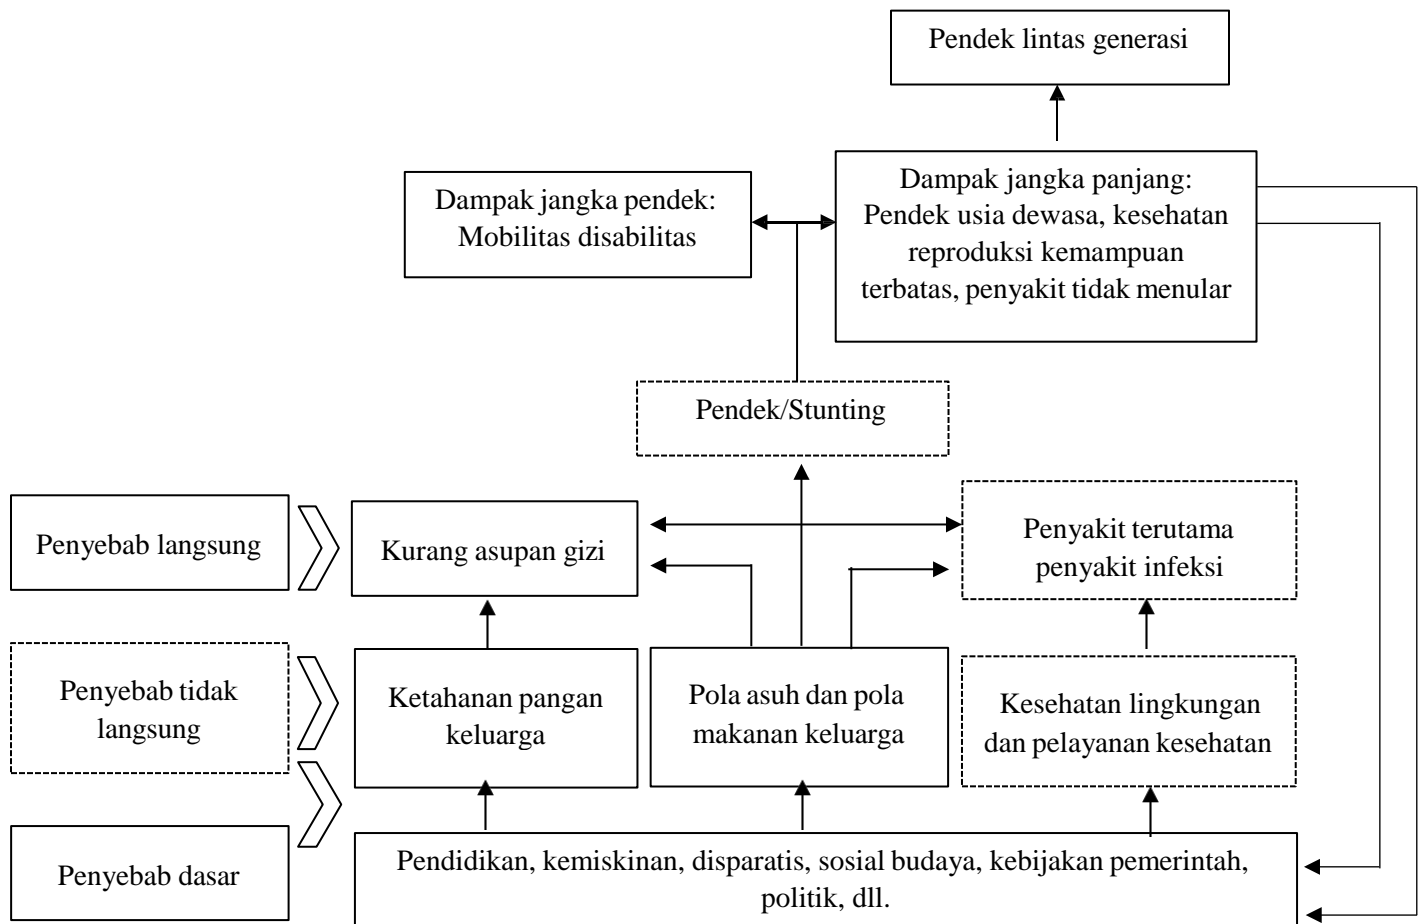 Pendek lintas generasi
Dampak jangka pendek:
Mobilitas disabilitas
Dampak jangka panjang:
Pendek usia dewasa, kesehatan
reproduksi kemampuan
terbatas, penyakit tidak menular
Pendek/Stunting
Penyebab langsung
Kurang asupan gizi
Penyakit terutama
penyakit infeksi
Penyebab tidak
langsung
Ketahanan pangan
keluarga
Pola asuh dan pola
makanan keluarga
Kesehatan lingkungan
dan pelayanan kesehatan
Penyebab dasar
Pendidikan, kemiskinan, disparatis, sosial budaya, kebijakan pemerintah,
politik, dll.